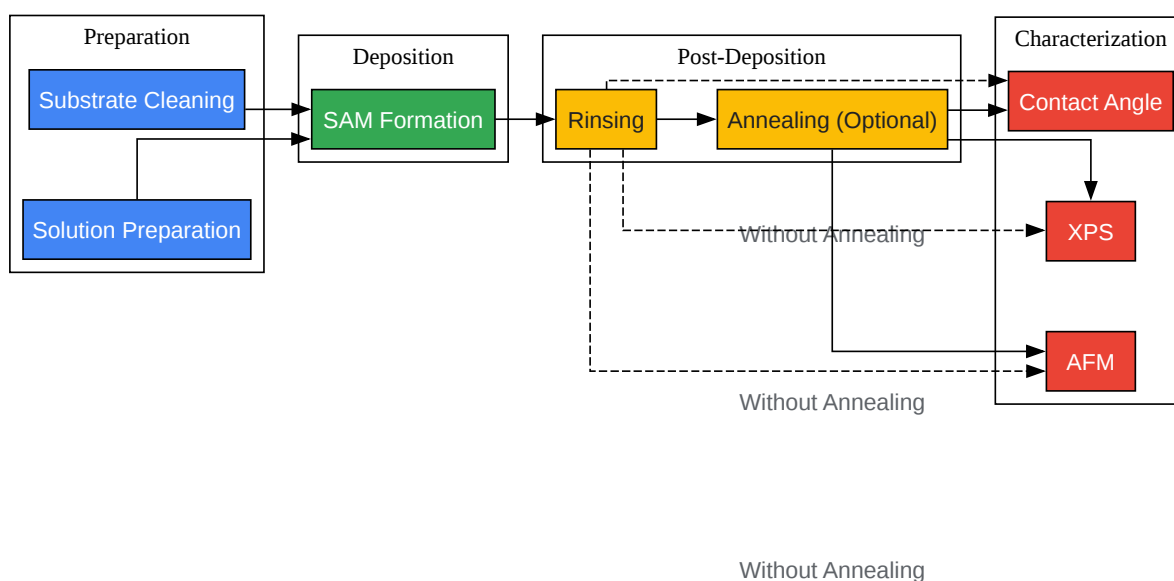 Preparation
Substrate Cleaning
Solution Preparation
Deposition
SAM Formation
Post-Deposition
Rinsing
Annealing (Optional)
Characterization
Contact Angle
XPS
AFM
Without Annealing
Without Annealing
Without Annealing